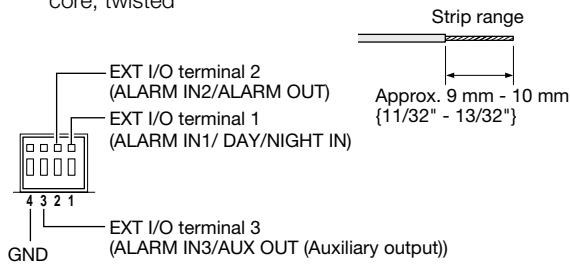 core, twisted
Strip range
EXT I/O terminal 2
(ALARM IN2/ALARM OUT)
Approx. 9 mm - 10 mm
{11/32" - 13/32"}
EXT I/O terminal 1
(ALARM IN1/ DAY/NIGHT IN)
4 3 2 1
EXT I/O terminal 3
(ALARM IN3/AUX OUT (Auxiliary output))
GND